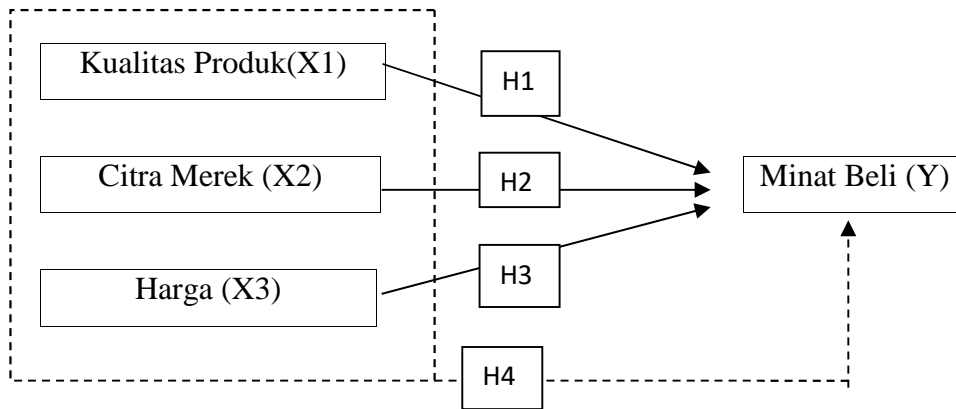 Kualitas Produk(X1)
H1
Citra Merek (X2)
H2
Minat Beli (Y)
Harga (X3)
H3
H4